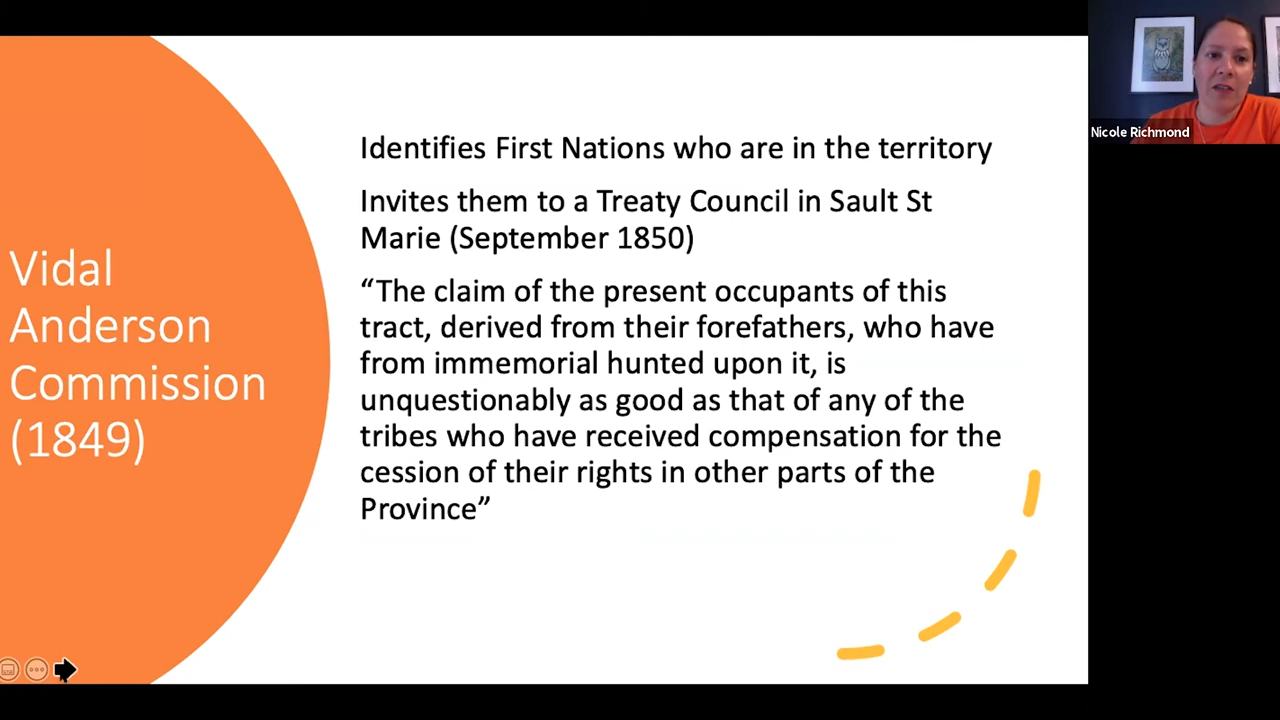 Vidal
Anderson
Commission
(1849)
Identifies First Nations who are in the territory
Invites them to a Treaty Council in Sault St
Marie (September 1850)
“The claim of the present occupants of this
tract, derived from their forefathers, who have
from immemorial hunted upon it, is
unquestionably as good as that of any of the
tribes who have received compensation for the
cession of their rights in other parts of the
Province”
Nicole Richmond